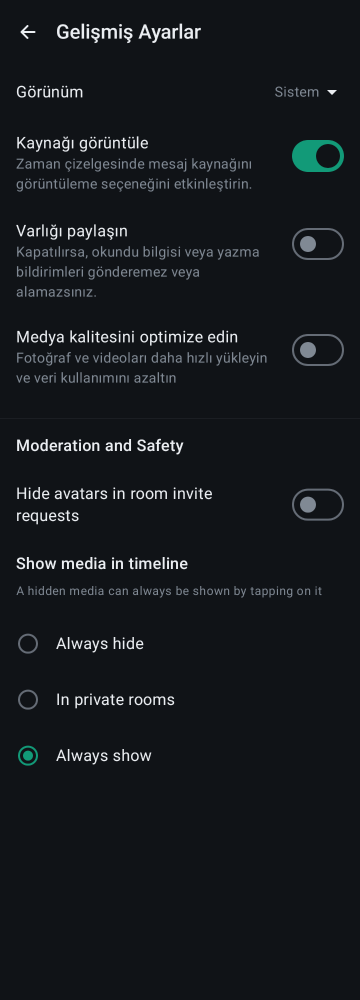 Gelişmiş Ayarlar
Görünüm
Sistem
Kaynağı görüntüle
Zaman çizelgesinde mesaj kaynağını
görüntüleme seçeneğini etkinleştirin.
Varlığı paylaşın
Kapatılırsa, okundu bilgisi veya yazma
bildirimleri gönderemez veya
alamazsınız.
Medya kalitesini optimize edin
Fotoğraf ve videoları daha hızlı yükleyin
ve veri kullanımını azaltın
Moderation and Safety
Hide avatars in room invite
requests
Show media in timeline
A hidden media can always be shown by tapping on it
Always hide
In private rooms
Always show